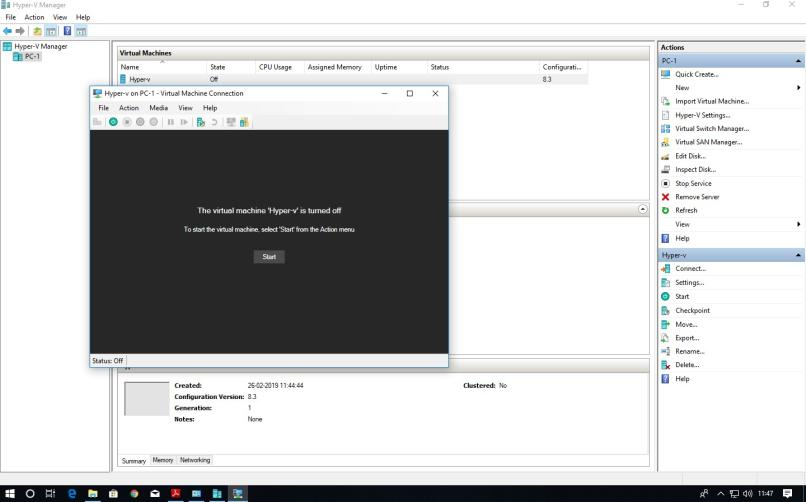 Hyper-V Manager
File Action View Help
Hyper-V Manager
PC-1
Virtual Machines
Name State CPU Usage Assigned Memory Uptime Status Configurati...
Hyper-v Off 8.3
Hyper-v on PC-1 - Virtual Machine Connection
File Action Media View Help
The virtual machine 'Hyper-v' is turned off
To start the virtual machine, select 'Start' from the Action menu
Start
Status: Off
Created: 26-02-2019 11:44:44 Clustered: No
Configuration Version: 8.3
Generation: 1
Notes: None
Summary Memory Networking
Actions
PC-1
Quick Create...
New
Import Virtual Machine...
Hyper-V Settings...
Virtual Switch Manager...
Virtual SAN Manager...
Edit Disk...
Inspect Disk...
Stop Service
Remove Server
Refresh
View
Help
Hyper-v
Connect...
Settings...
Start
Checkpoint
Move...
Export...
Rename...
Delete...
Help
11:47